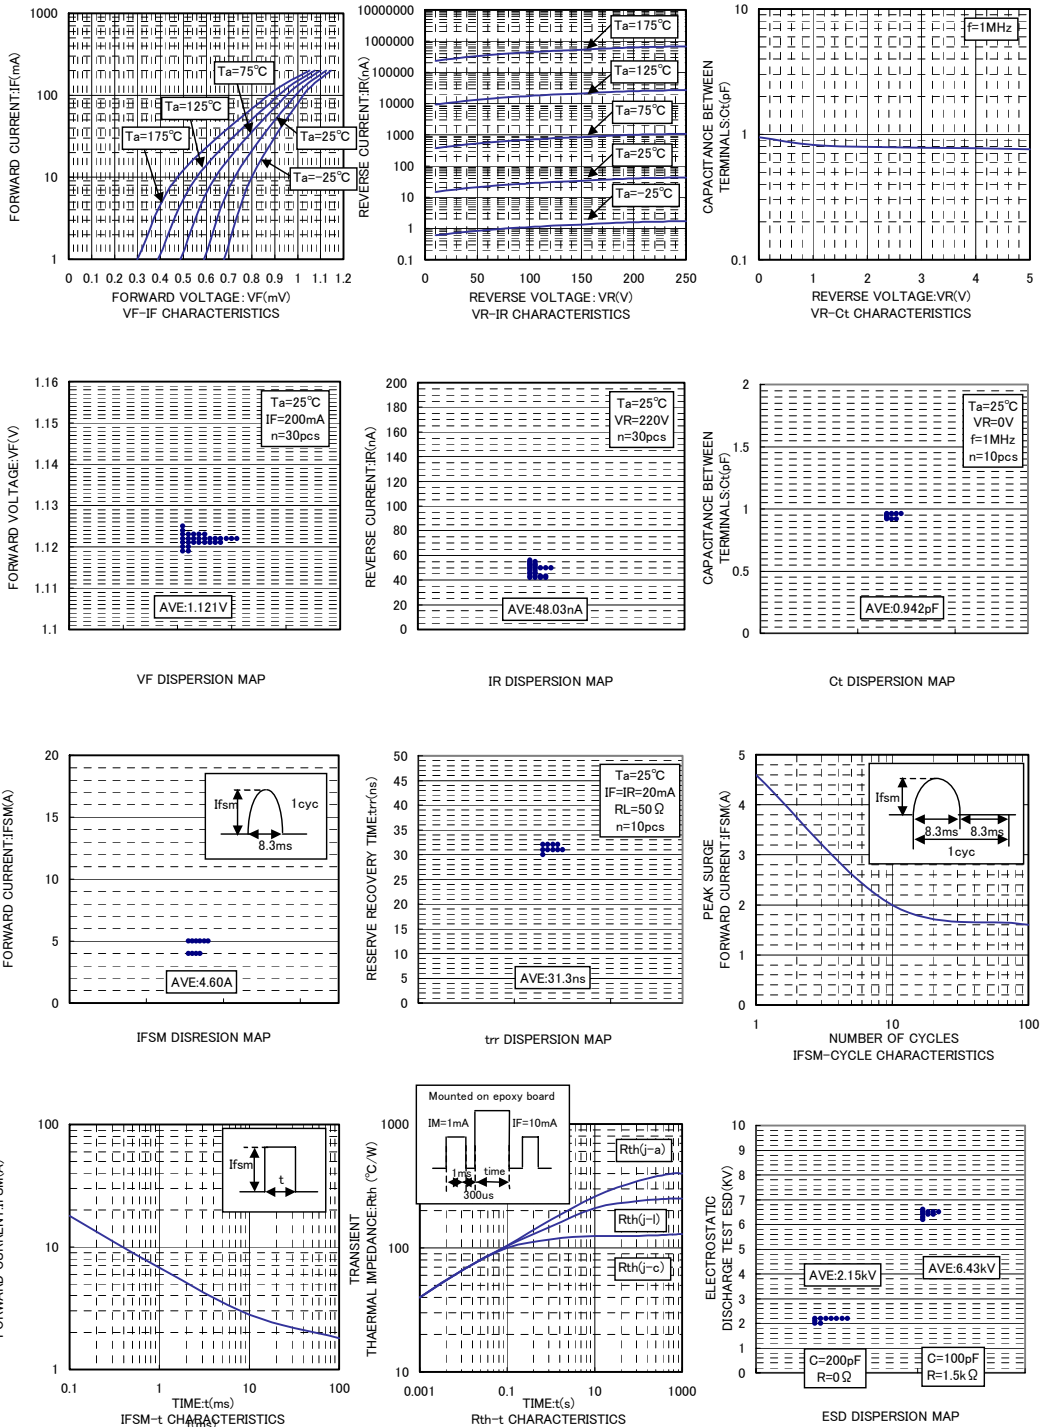 FORWARD CURRENT:IF(mA)
1000
100
10
1
Ta=75℃
Ta=125℃
Ta=175℃
Ta=25℃
Ta=-25℃
0 0.1 0.2 0.3 0.4 0.5 0.6 0.7 0.8 0.9 1 1.1 1.2
FORWARD VOLTAGE:VF(mV)
VF-IF CHARACTERISTICS
REVERSE CURRENT:IR(nA)
10000000
1000000
100000
10000
1000
100
10
1
0.1
Ta=175℃
Ta=125℃
Ta=75℃
Ta=25℃
Ta=-25℃
0 50 100 150 200 250
REVERSE VOLTAGE:VR(V)
VR-IR CHARACTERISTICS
CAPACITANCE BETWEEN
TERMINALS:Ct(pF)
10
1
0.1
f=1MHz
0 1 2 3 4 5
REVERSE VOLTAGE:VR(V)
VR-Ct CHARACTERISTICS
FORWARD VOLTAGE:VF(V)
1.16
1.15
1.14
1.13
1.12
1.11
1.1
Ta=25℃
IF=200mA
n=30pcs
AVE:1.121V
VF DISPERSION MAP
REVERSE CURRENT:IR(nA)
200
180
160
140
120
100
80
60
40
20
0
Ta=25℃
VR=220V
n=30pcs
AVE:48.03nA
IR DISPERSION MAP
CAPACITANCE BETWEEN
TERMINALS:Ct(pF)
2
1.5
1
0.5
0
Ta=25℃
VR=0V
f=1MHz
n=10pcs
AVE:0.942pF
Ct DISPERSION MAP
FORWARD CURRENT:IFSM(A)
20
15
10
5
0
Ifsm
1cyc
8.3ms
AVE:4.60A
IFSM DISRESION MAP
RESERVE RECOVERY TIME:trr(ns)
50
45
40
35
30
25
20
15
10
5
0
Ta=25℃
IF=IR=20mA
RL=50Ω
n=10pcs
AVE:31.3ns
trr DISPERSION MAP
PEAK SURGE
FORWARD CURRENT:IFSM(A)
5
4
3
2
1
0
Ifsm
8.3ms 8.3ms
1cyc
1 10 100
NUMBER OF CYCLES
IFSM-CYCLE CHARACTERISTICS
FORWARD CURRENT:IFSM(A)
100
10
1
Ifsm
t
0.1 1 10 100
TIME:t(ms)
IFSM-t CHARACTERISTICS
TRANSIENT
THAERMAL IMPEDANCE:Rth (℃/W)
1000
100
10
Mounted on epoxy board
IM=1mA IF=10mA
1ms time
300us
Rth(j-a)
Rth(j-l)
Rth(j-c)
0.001 0.1 10 1000
TIME:t(s)
Rth-t CHARACTERISTICS
ELECTROSTATIC
DISCHARGE TEST ESD(KV)
10
9
8
7
6
5
4
3
2
1
0
AVE:2.15kV
AVE:6.43kV
C=200pF
R=0Ω
C=100pF
R=1.5kΩ
ESD DISPERSION MAP